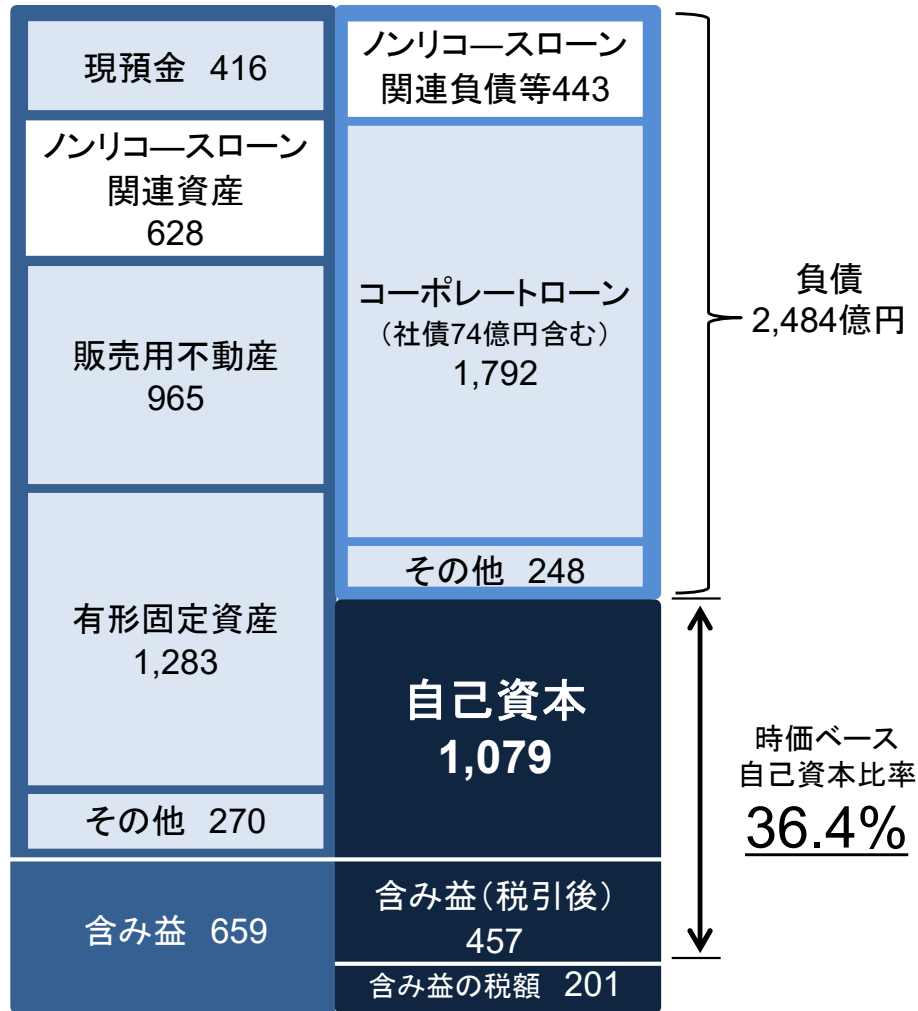 現預金 416
ノンリコ―スローン
関連資産
628
販売用不動産
965
有形固定資産
1,283
その他 270
含み益 659
ノンリコ―スローン
関連負債等443
コーポレートローン
（社債74億円含む）
1,792
その他 248
自己資本
1,079
含み益（税引後）
457
含み益の税額 201
負債
2,484億円
時価ベース
自己資本比率
36.4%